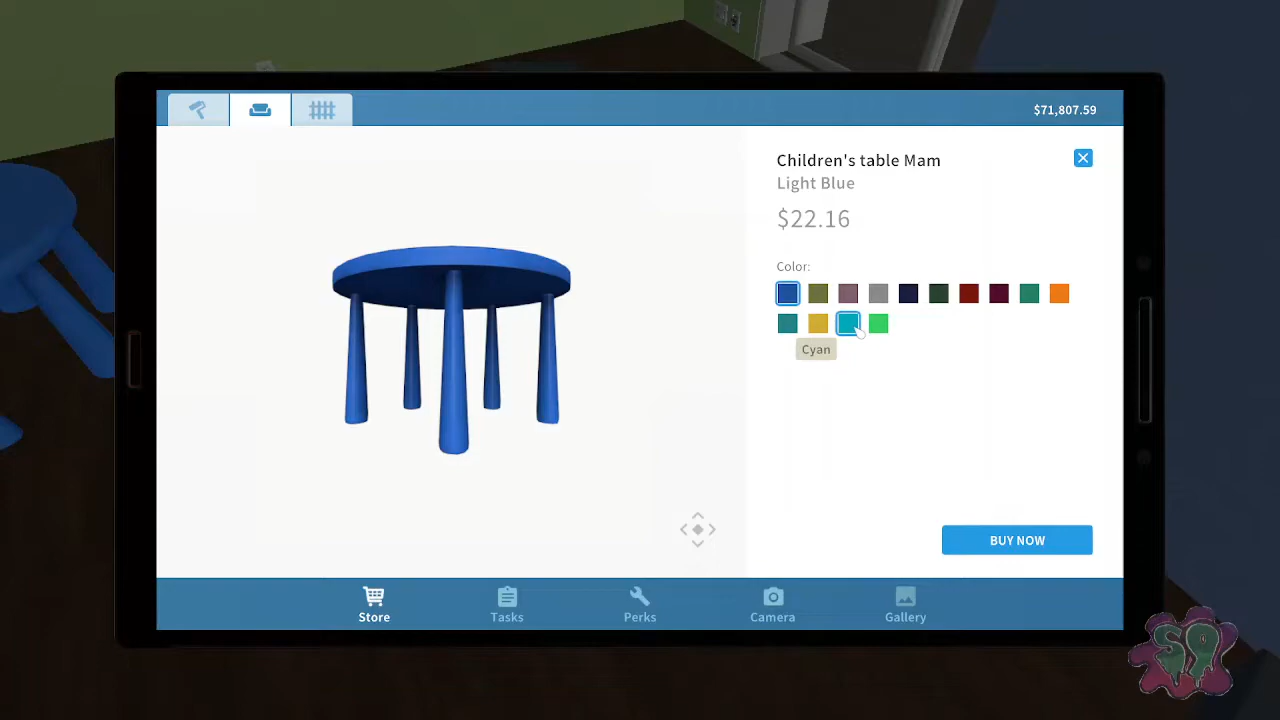 $71,807.59
Children's table Mam
Light Blue
$22.16
Color:
Cyan
BUY NOW
Store
Tasks
Perks
Camera
Gallery
S9